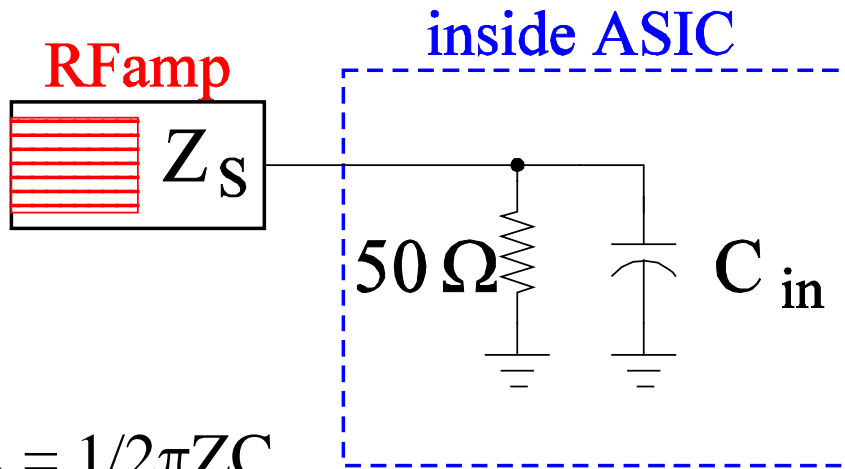 inside ASIC
RFamp
Z S
50 Ω
C in
= 1/2πZC